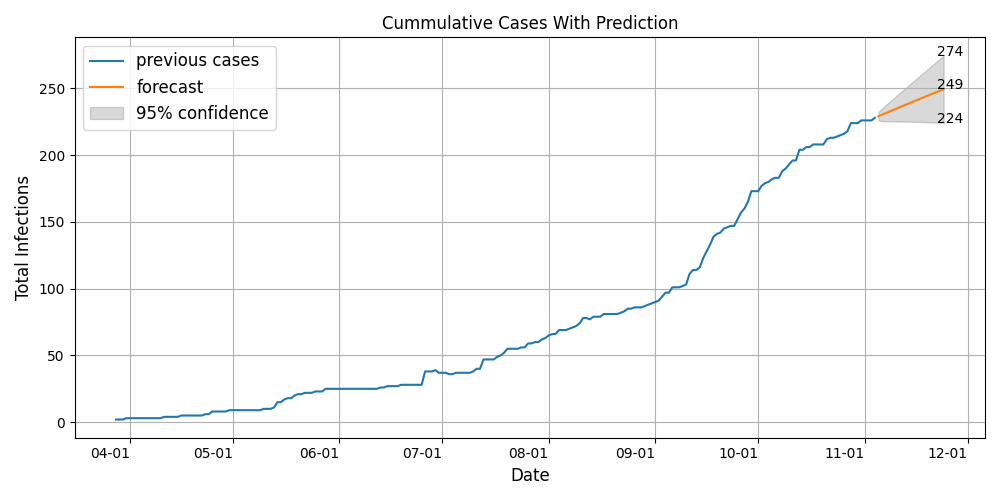 Cummulative Cases With Prediction
previous cases
forecast
95% confidence
274
249
224
250
200
150
100
50
0
Total Infections
04-01 05-01 06-01 07-01 08-01 09-01 10-01 11-01 12-01
Date